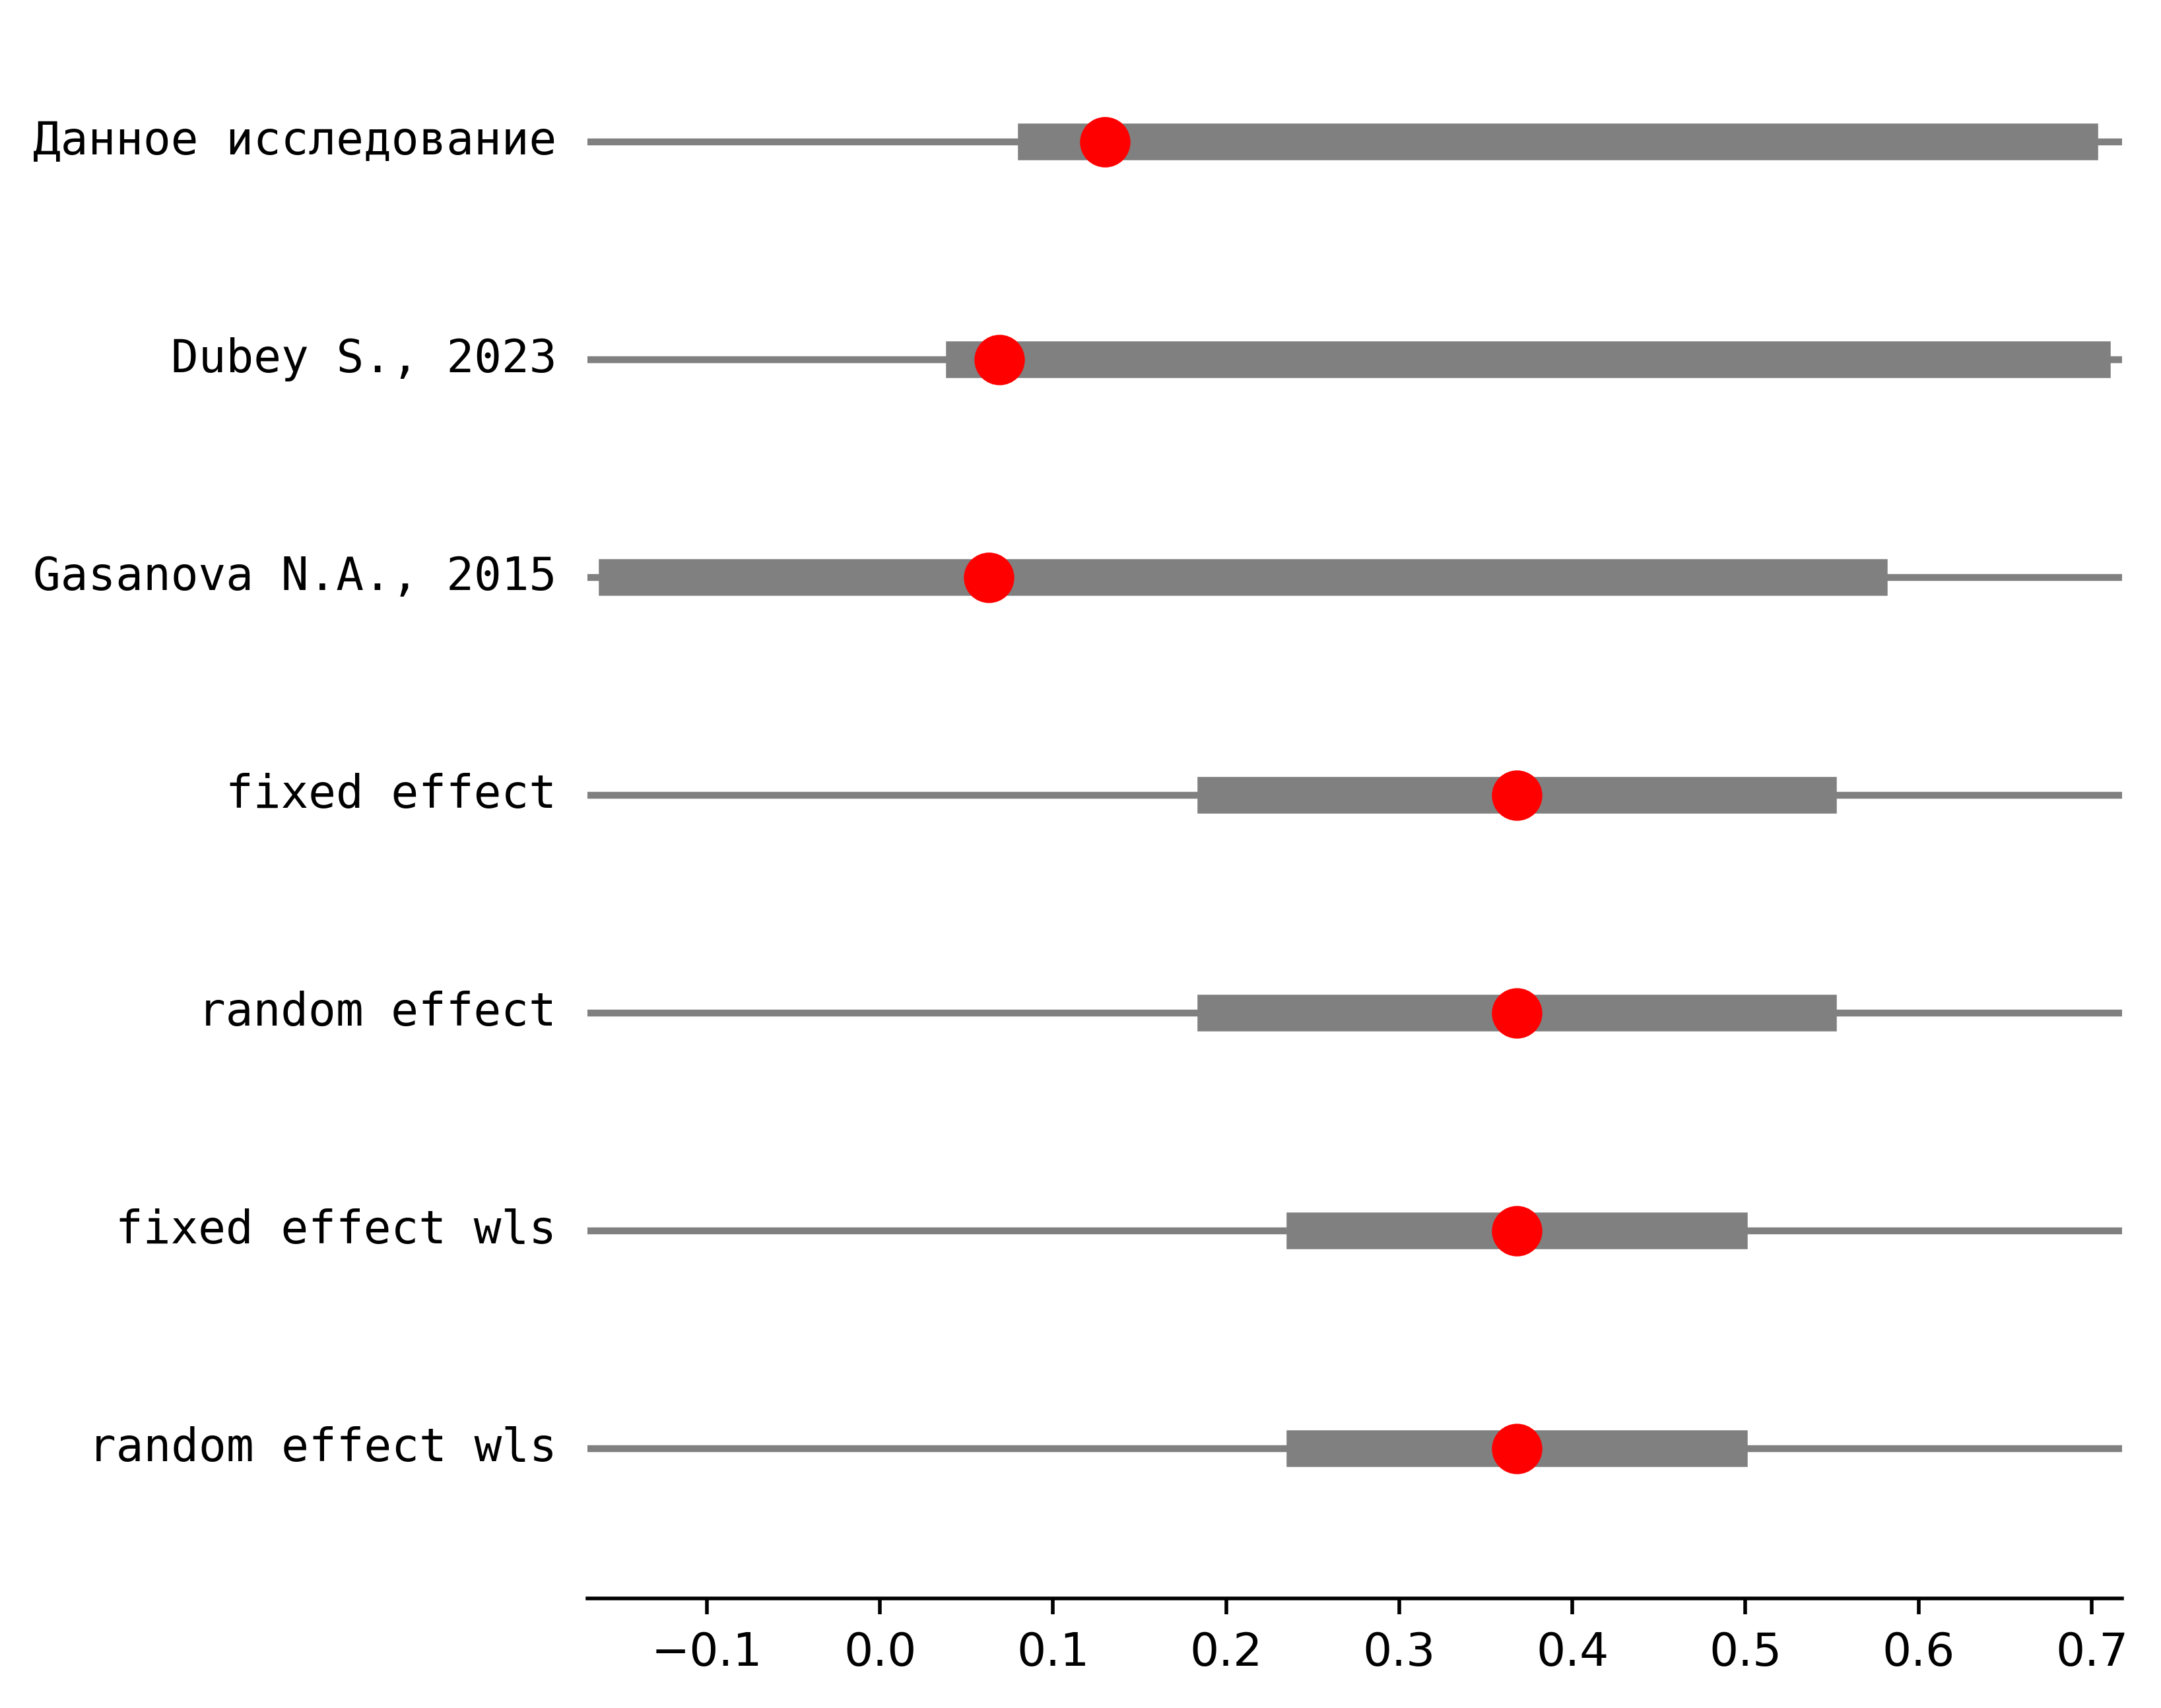 Данное исследование
Dubey S., 2023
Gasanova N.A., 2015
fixed effect
random effect
fixed effect wls
random effect wls
−0.1 0.0 0.1 0.2 0.3 0.4 0.5 0.6 0.7